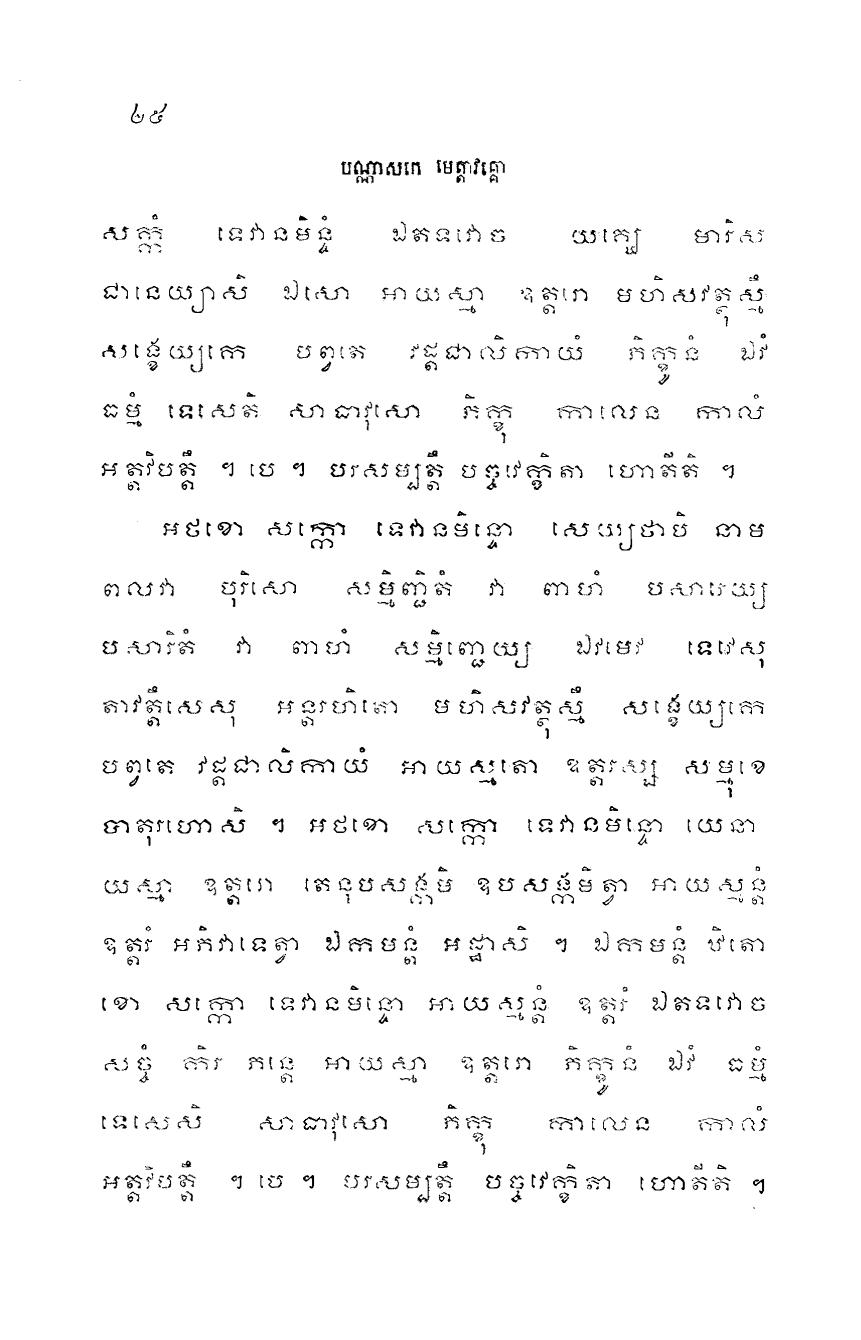 ២៥
បណ្ណាសកេ មេត្តាវគ្គោ
សក្កំ ទេវានមិន្ទំ ឯតទវោច យគ្ឃេ មារិស
ជានេយ្យាសិ ឯសោ អាយស្មា ឧត្តរោ មហិសវត្ថុស្មឹ
សង្ខេយ្យកេ បព្វតេ វដ្ដជាលិកាយំ ភិក្ខូនំ ឯវំ
ធម្មំ ទេសេតិ សាធាវុសោ ភិក្ខុ កាលេន កាលំ
អត្តវិបត្តឹ ។ បេ ។ បរសម្បត្តឹ បច្ចវេក្ខិតា ហោតីតិ ។
អថខោ សក្កោ ទេវានមិន្ទោ សេយ្យថាបិ នាម
ពលវា បុរិសោ សម្មិញ្ជិតំ វា ពាហំ បសារេយ្យ
បសារិតំ វា ពាហំ សម្មិញ្ជេយ្យ ឯវមេវ ទេវេសុ
តាវត្តឹសេសុ អន្តរហិតោ មហិសវត្ថុស្មឹ សង្ខេយ្យកេ
បព្វតេ វដ្ដជាលិកាយំ អាយស្មតោ ឧត្តរស្ស សម្មុខេ
បាតុរហោសិ ។ អថខោ សក្កោ ទេវានមិន្ទោ យេនា
យស្មា ឧត្តរោ តេនុបសង្កមិ ឧបសង្កមិត្វា អាយស្មន្តំ
ឧត្តរំ អភិវាទេត្វា ឯកមន្តំ អដ្ឋាសិ ។ ឯកមន្តំ ឋិតោ
ខោ សក្កោ ទេវានមិន្ទោ អាយស្មន្តំ ឧត្តរំ ឯតទវោច
សច្ចំ កិរ ភន្តេ អាយស្មា ឧត្តរោ ភិក្ខូនំ ឯវំ ធម្មំ
ទេសេសិ សាធាវុសោ ភិក្ខុ កាលេន កាលំ
អត្តវិបត្តឹ ។ បេ ។ បរសម្បត្តឹ បច្ចវេក្ខិតា ហោតីតិ ។